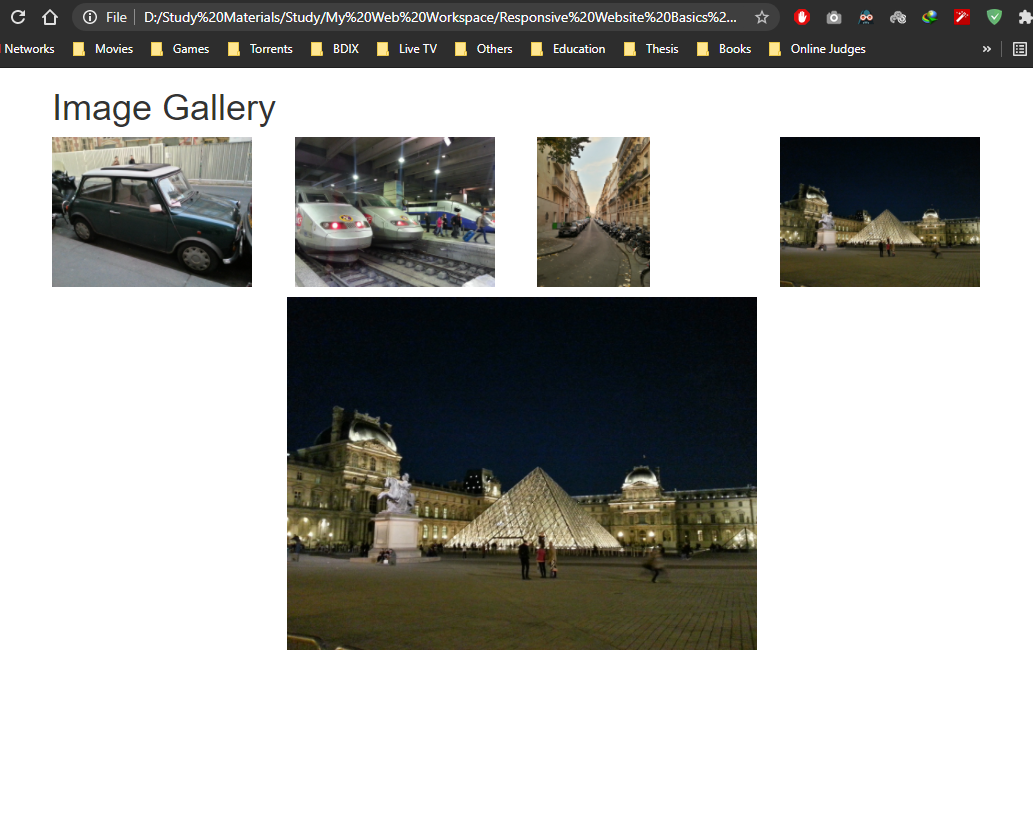 File D:/Study%20Materials/Study/My%20Web%20Workspace/Responsive%20Website%20Basics%2...
Networks Movies Games Torrents BDIX Live TV Others Education Thesis Books Online Judges »
Image Gallery